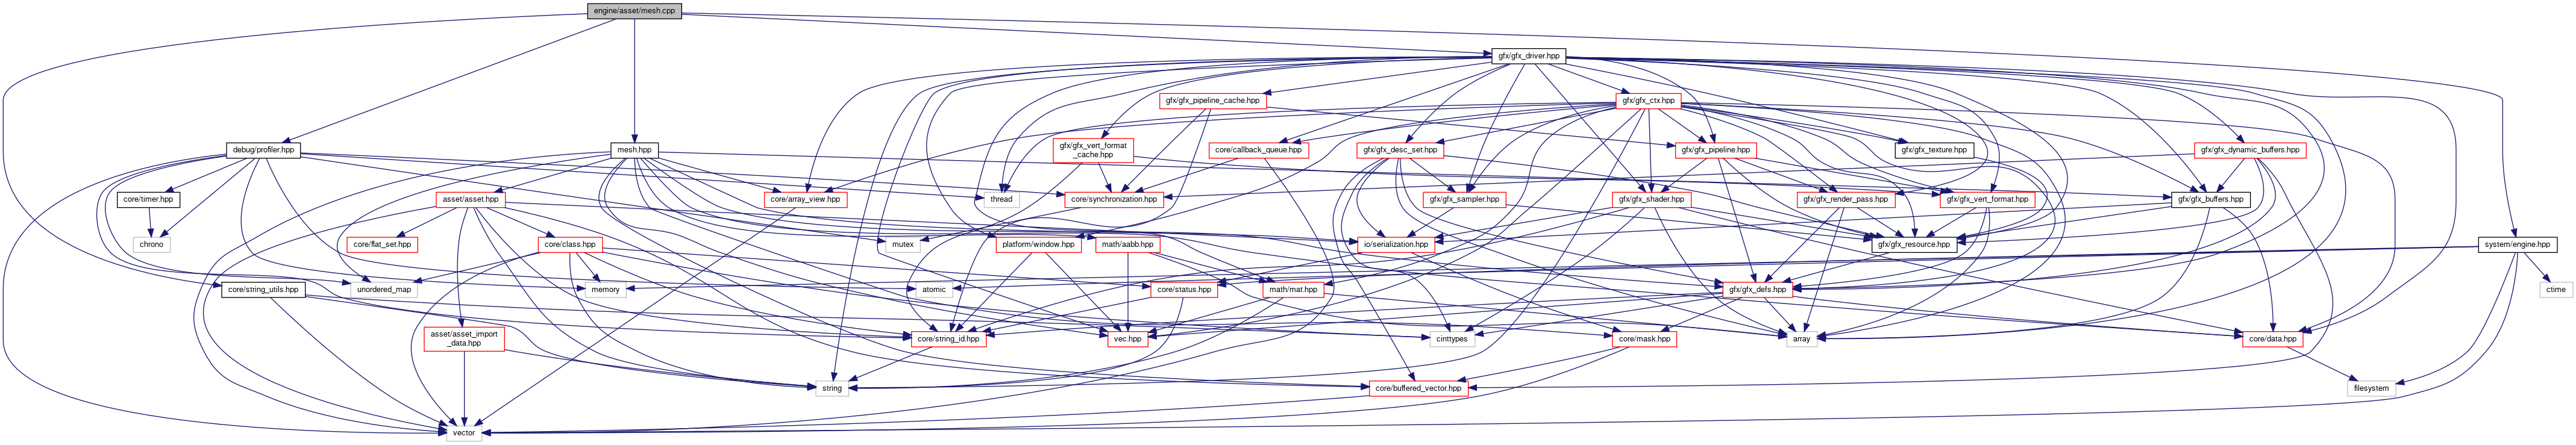 engine/asset/mesh.cpp
gfx/gfx_driver.hpp
gfx/gfx_pipeline_cache.hpp
gfx/gfx_ctx.hpp
debug/profiler.hpp
mesh.hpp
gfx/gfx_vert_format
_cache.hpp
core/callback_queue.hpp
gfx/gfx_desc_set.hpp
gfx/gfx_pipeline.hpp
gfx/gfx_texture.hpp
gfx/gfx_dynamic_buffers.hpp
core/timer.hpp
asset/asset.hpp
core/array_view.hpp
thread
core/synchronization.hpp
gfx/gfx_sampler.hpp
gfx/gfx_shader.hpp
gfx/gfx_render_pass.hpp
gfx/gfx_vert_format.hpp
gfx/gfx_buffers.hpp
chrono
core/flat_set.hpp
core/class.hpp
mutex
platform/window.hpp
math/aabb.hpp
io/serialization.hpp
gfx/gfx_resource.hpp
system/engine.hpp
core/string_utils.hpp
unordered_map
memory
atomic
core/status.hpp
math/mat.hpp
gfx/gfx_defs.hpp
ctime
asset/asset_import
_data.hpp
core/string_id.hpp
vec.hpp
cinttypes
core/mask.hpp
array
core/data.hpp
string
core/buffered_vector.hpp
filesystem
vector